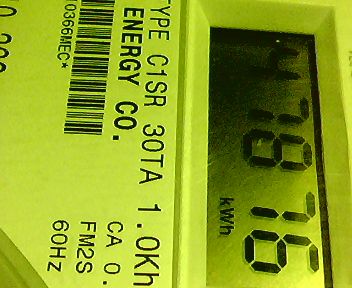 TYPE C1SR 30TA 1.0Kh
ENERGY CO. CA 0.
FM2S
0366MEC* 60Hz
47876
kWh